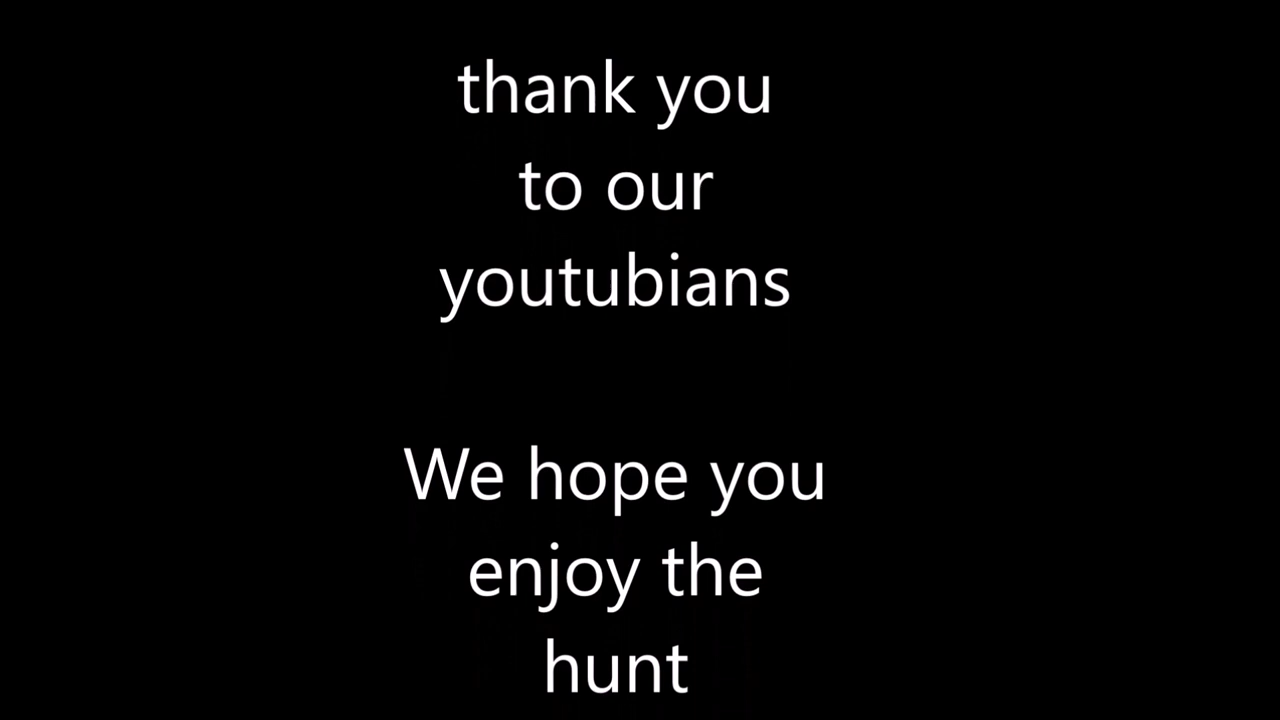 thank you
to our
youtubians
We hope you
enjoy the
hunt